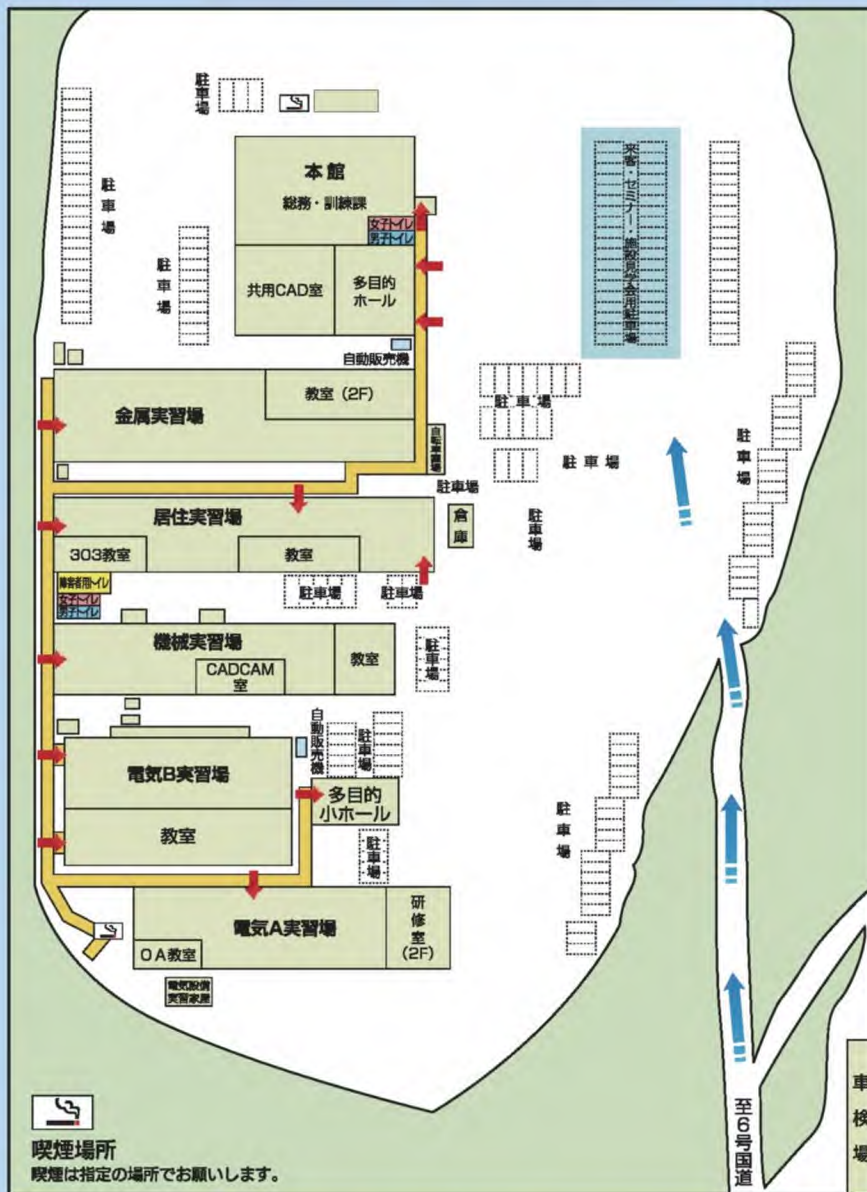 駐車場
本館
総務・訓練課
女子トイレ
男子トイレ
共用CAD室
多目的
ホール
駐車場
駐車場
来客・セミナー・施設見学会用駐車場
自動販売機
教室(2F)
金属実習場
自転車置場
駐車場
駐車場
駐車場
駐車場
居住実習場
倉庫
駐車場
303教室
教室
障害者用トイレ
女子トイレ
男子トイレ
駐車場
駐車場
機械実習場
教室
CADCAM
室
駐車場
自動販売機
駐車場
電気B実習場
多目的
小ホール
教室
駐車場
駐車場
電気A実習場
研修室
(2F)
OA教室
電気設備
実習家屋
喫煙場所
喫煙は指定の場所でお願いします。
至6号国道
車検場